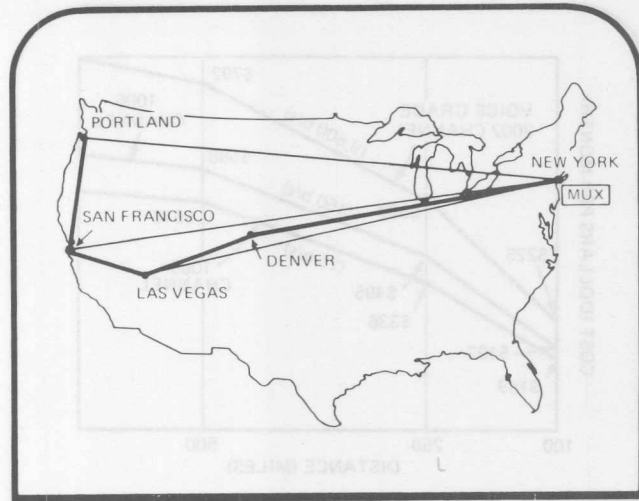 PORTLAND
NEW YORK
MUX
SAN FRANCISCO
DENVER
LAS VEGAS